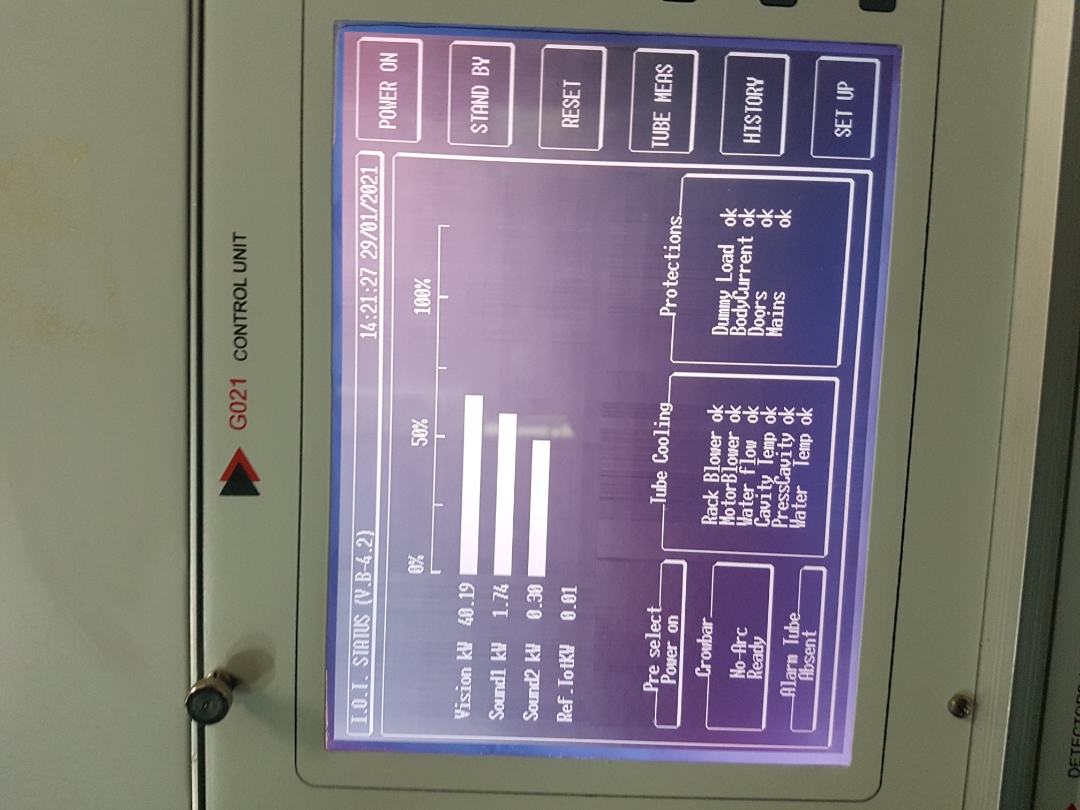 G021 CONTROL UNIT
I.O.T. STATUS (V.B-4.2) 14:21:27 29/01/2021
0% 50% 100%
Vision kW 40.19
Sound1 kW 1.74
Sound2 kW 0.30
Ref.TotKW 0.01
Pre select
Power on
Crowbar
No-Arc
Ready
Alarm Tube
Absent
Tube Cooling
Rack Blower ok
MotorBlower ok
Water flow ok
Cavity Temp ok
PressCavity ok
Water Temp ok
Protections
Dummy Load ok
BodyCurrent ok
Doors ok
Mains ok
POWER ON
STAND BY
RESET
TUBE MEAS
HISTORY
SET UP
DETECTORS